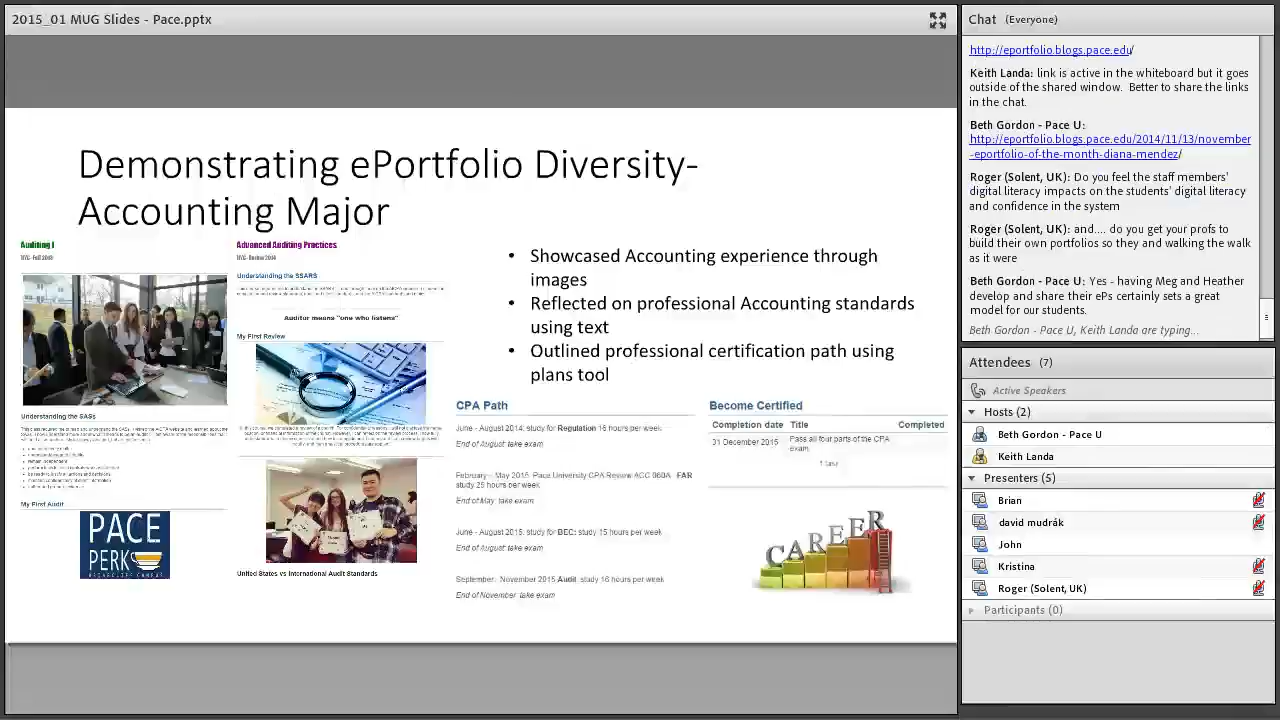 2015_01 MUG Slides - Pace.pptx
Demonstrating ePortfolio Diversity-
Accounting Major
Auditing I
Advanced Auditing Practices
Understanding the SSARS
Auditor means "one who listens"
My First Review
Understanding the SASs
My First Audit
PACE
PERK
United States vs International Audit Standards
• Showcased Accounting experience through
images
• Reflected on professional Accounting standards
using text
• Outlined professional certification path using
plans tool
CPA Path
June - August 2014: study for Regulation 16 hours per week.
End of August: take exam
February - May 2015: Pace University CPA Review ACC 060A. FAR
study 25 hours per week.
End of May: take exam
June - August 2015: study for BEC: study 15 hours per week
End of August: take exam
September - November 2015 Audit: study 16 hours per week
End of November: take exam
Become Certified
Completion date Title Completed
31 December 2015 Pass all four parts of the CPA
exam.
CAREER
Chat (Everyone)
http://eportfolio.blogs.pace.edu/
Keith Landa: link is active in the whiteboard but it goes
outside of the shared window. Better to share the links
in the chat.
Beth Gordon - Pace U:
http://eportfolio.blogs.pace.edu/2014/11/13/november
-eportfolio-of-the-month-diana-mendez/
Roger (Solent, UK): Do you feel the staff members'
digital literacy impacts on the students' digital literacy
and confidence in the system
Roger (Solent, UK): and.... do you get your profs to
build their own portfolios so they and walking the walk
as it were
Beth Gordon - Pace U: Yes - having Meg and Heather
develop and share their ePs certainly sets a great
model for our students.
Beth Gordon - Pace U, Keith Landa are typing...
Attendees (7)
Active Speakers
Hosts (2)
Beth Gordon - Pace U
Keith Landa
Presenters (5)
Brian
david mudrák
John
Kristina
Roger (Solent, UK)
Participants (0)